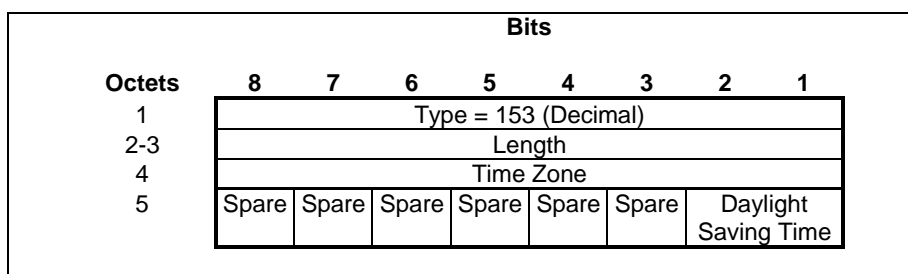 Bits
Octets 8 7 6 5 4 3 2 1
1 Type = 153 (Decimal)
2-3 Length
4 Time Zone
5 Spare Spare Spare Spare Spare Spare Daylight
Saving Time